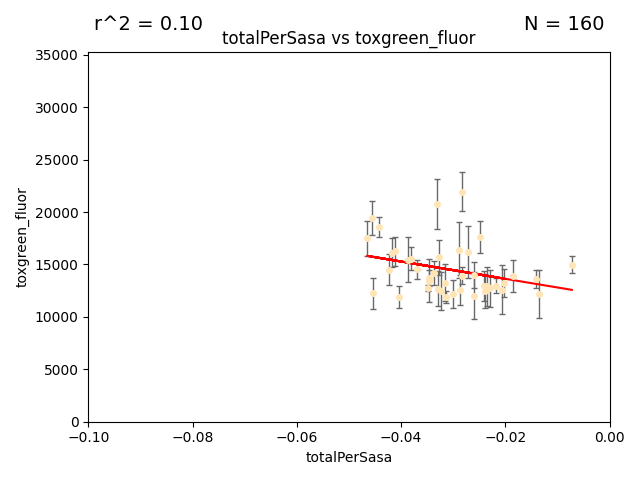 r^2 = 0.10
N = 160
totalPerSasa vs toxgreen_fluor
35000
30000
25000
20000
15000
10000
5000
0
toxgreen_fluor
−0.10
−0.08
−0.06
−0.04
−0.02
0.00
totalPerSasa